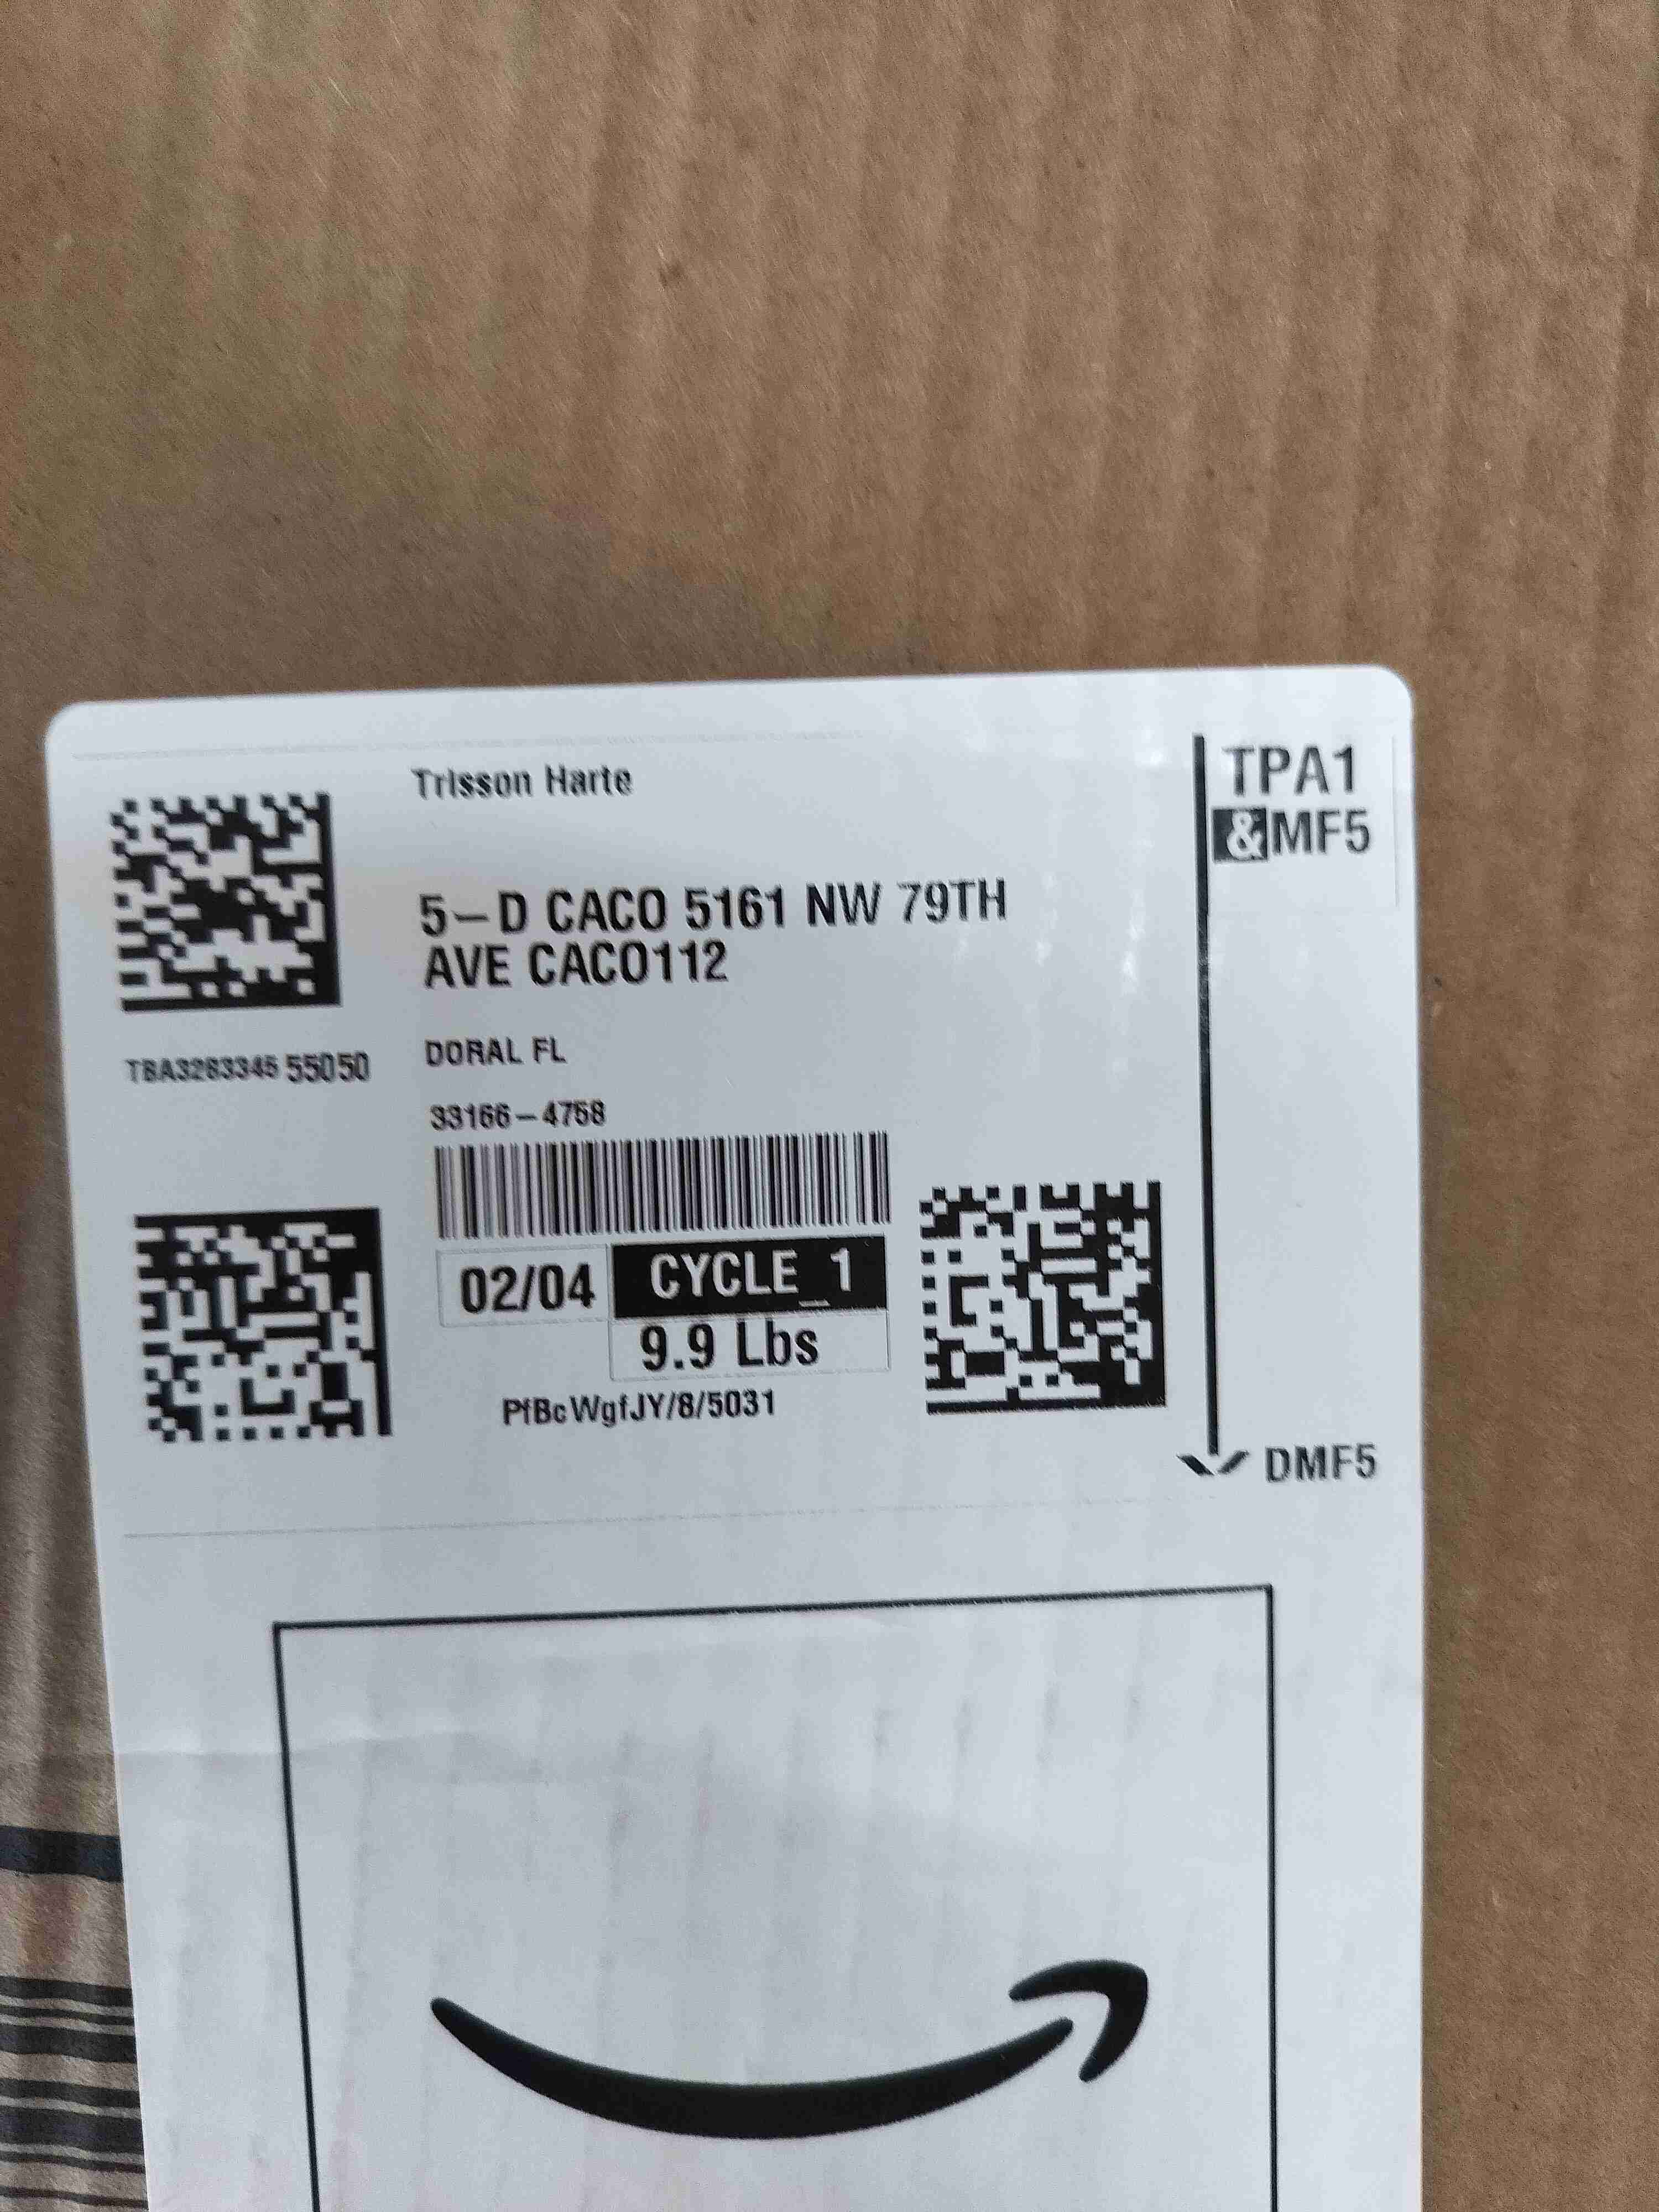 Trisson Harte
TPA1
&MF5
5-D CACO 5161 NW 79TH
AVE CACO112
TBA3283345 55050
DORAL FL
33166-4758
02/04
CYCLE_1
9.9 Lbs
PfBcWgfJY/8/5031
DMF5